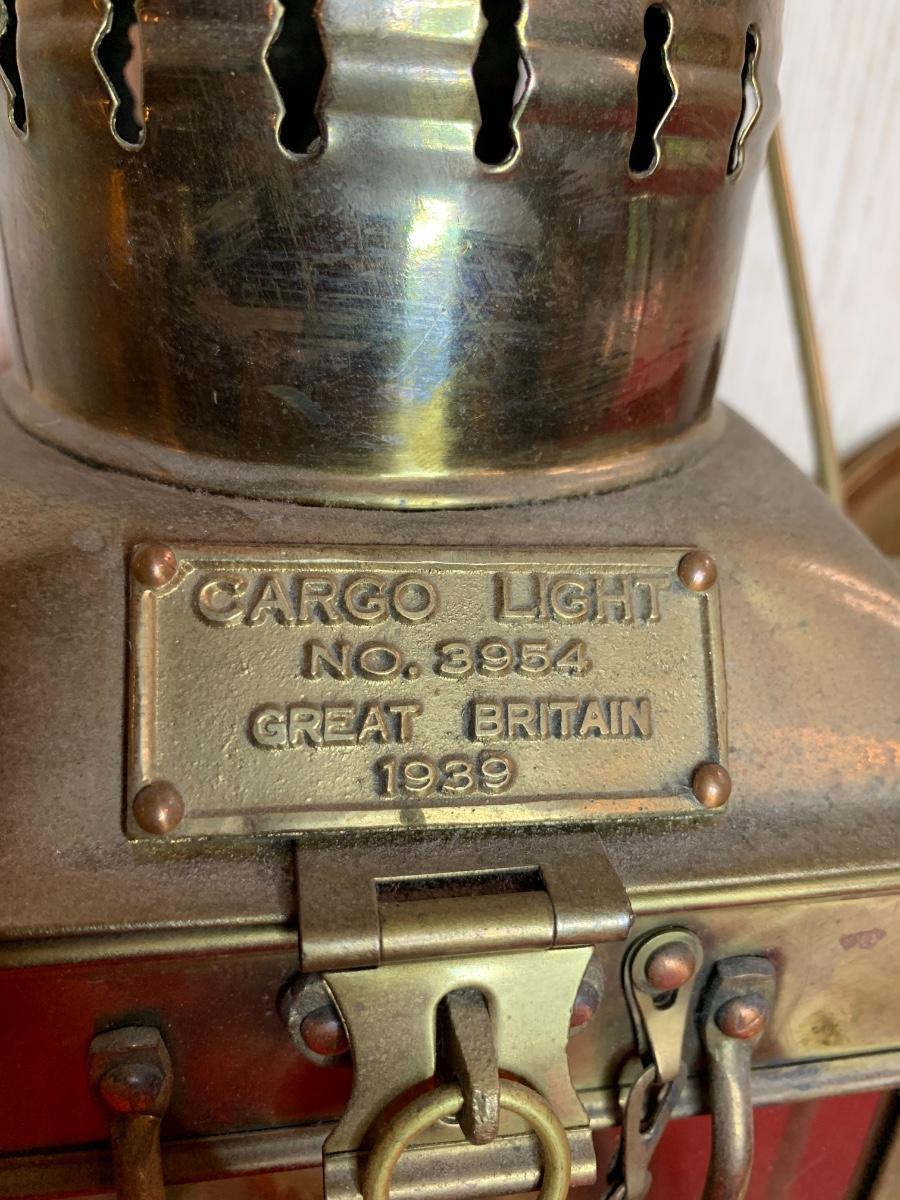 CARGO LIGHT
NO. 3954
GREAT BRITAIN
1939